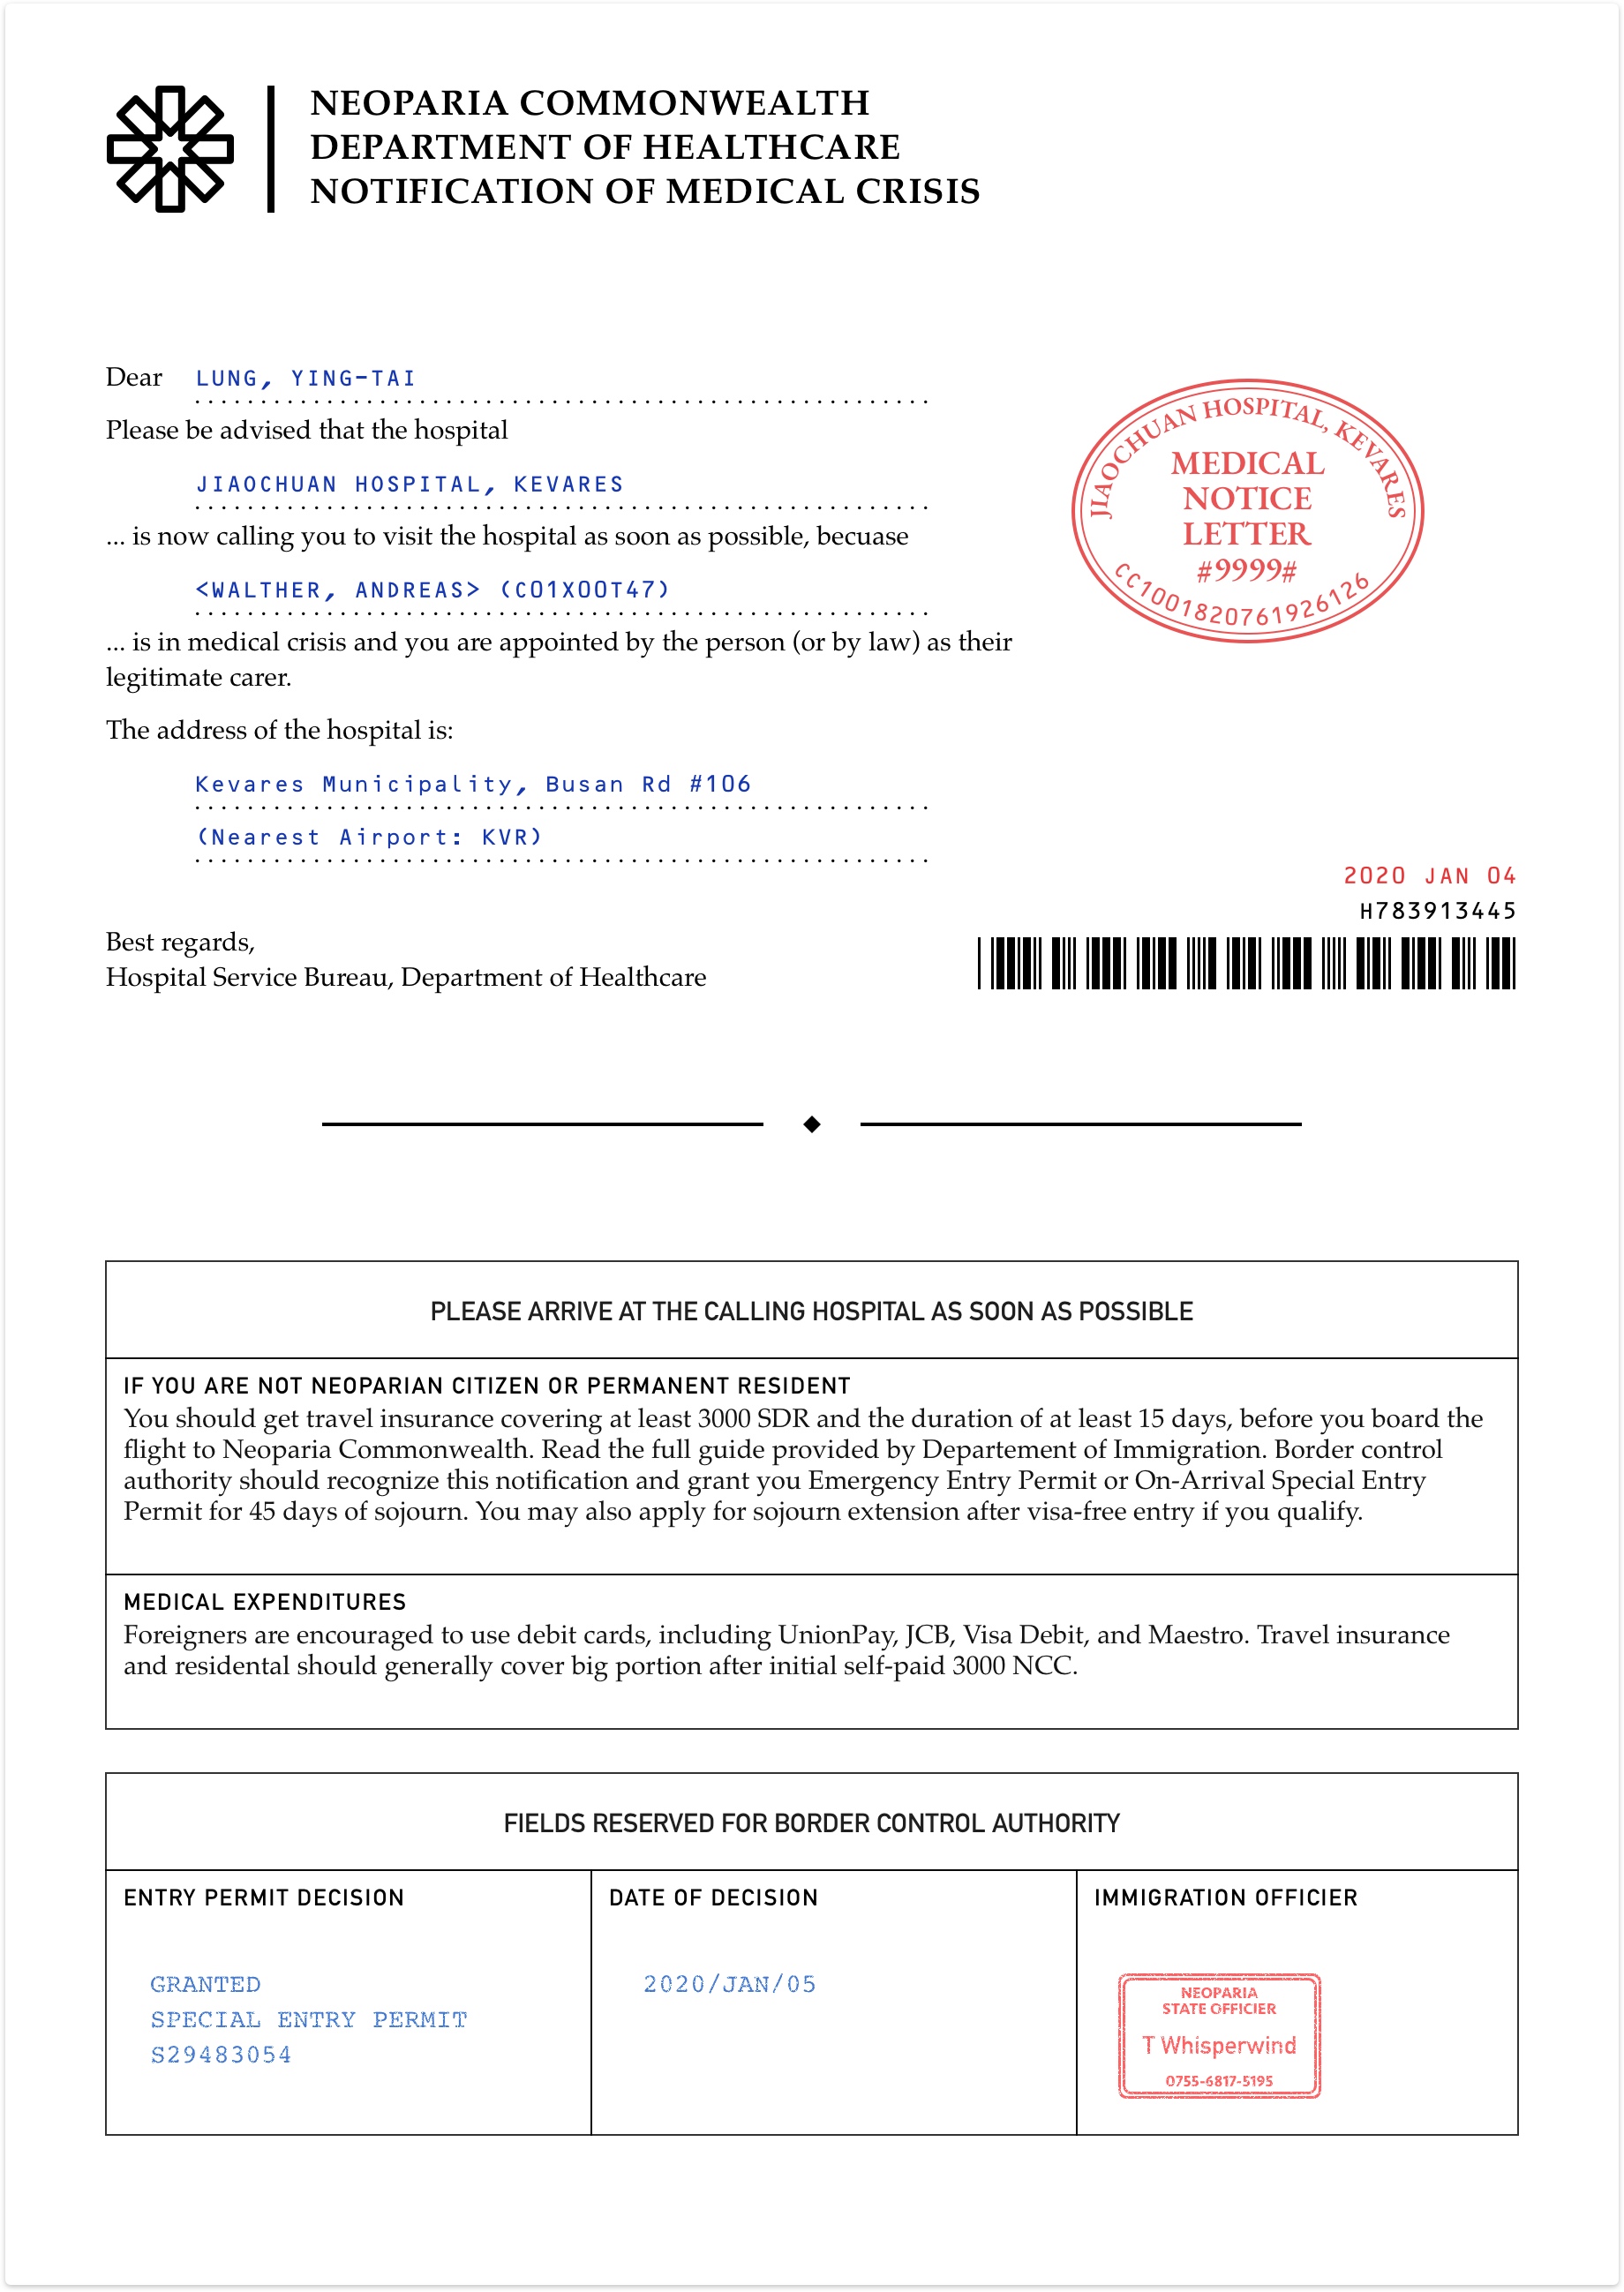 NEOPARIA COMMONWEALTH
DEPARTMENT OF HEALTHCARE
NOTIFICATION OF MEDICAL CRISIS
Dear LUNG, YING-TAI
Please be advised that the hospital
JIAOCHUAN HOSPITAL, KEVARES
... is now calling you to visit the hospital as soon as possible, becuase
<WALTHER, ANDREAS> (C01X00T47)
... is in medical crisis and you are appointed by the person (or by law) as their
legitimate carer.
The address of the hospital is:
Kevares Municipality, Busan Rd #106
(Nearest Airport: KVR)
Best regards,
Hospital Service Bureau, Department of Healthcare
JIAOCHUAN HOSPITAL, KEVARES
MEDICAL
NOTICE
LETTER
#9999#
CC1001820761926126
2020 JAN 04
H783913445
PLEASE ARRIVE AT THE CALLING HOSPITAL AS SOON AS POSSIBLE
IF YOU ARE NOT NEOPARIAN CITIZEN OR PERMANENT RESIDENT
You should get travel insurance covering at least 3000 SDR and the duration of at least 15 days, before you board the
flight to Neoparia Commonwealth. Read the full guide provided by Departement of Immigration. Border control
authority should recognize this notification and grant you Emergency Entry Permit or On-Arrival Special Entry
Permit for 45 days of sojourn. You may also apply for sojourn extension after visa-free entry if you qualify.
MEDICAL EXPENDITURES
Foreigners are encouraged to use debit cards, including UnionPay, JCB, Visa Debit, and Maestro. Travel insurance
and residental should generally cover big portion after initial self-paid 3000 NCC.
FIELDS RESERVED FOR BORDER CONTROL AUTHORITY
ENTRY PERMIT DECISION
GRANTED
SPECIAL ENTRY PERMIT
S29483054
DATE OF DECISION
2020/JAN/05
IMMIGRATION OFFICIER
NEOPARIA
STATE OFFICIER
T Whisperwind
0755-6817-5195